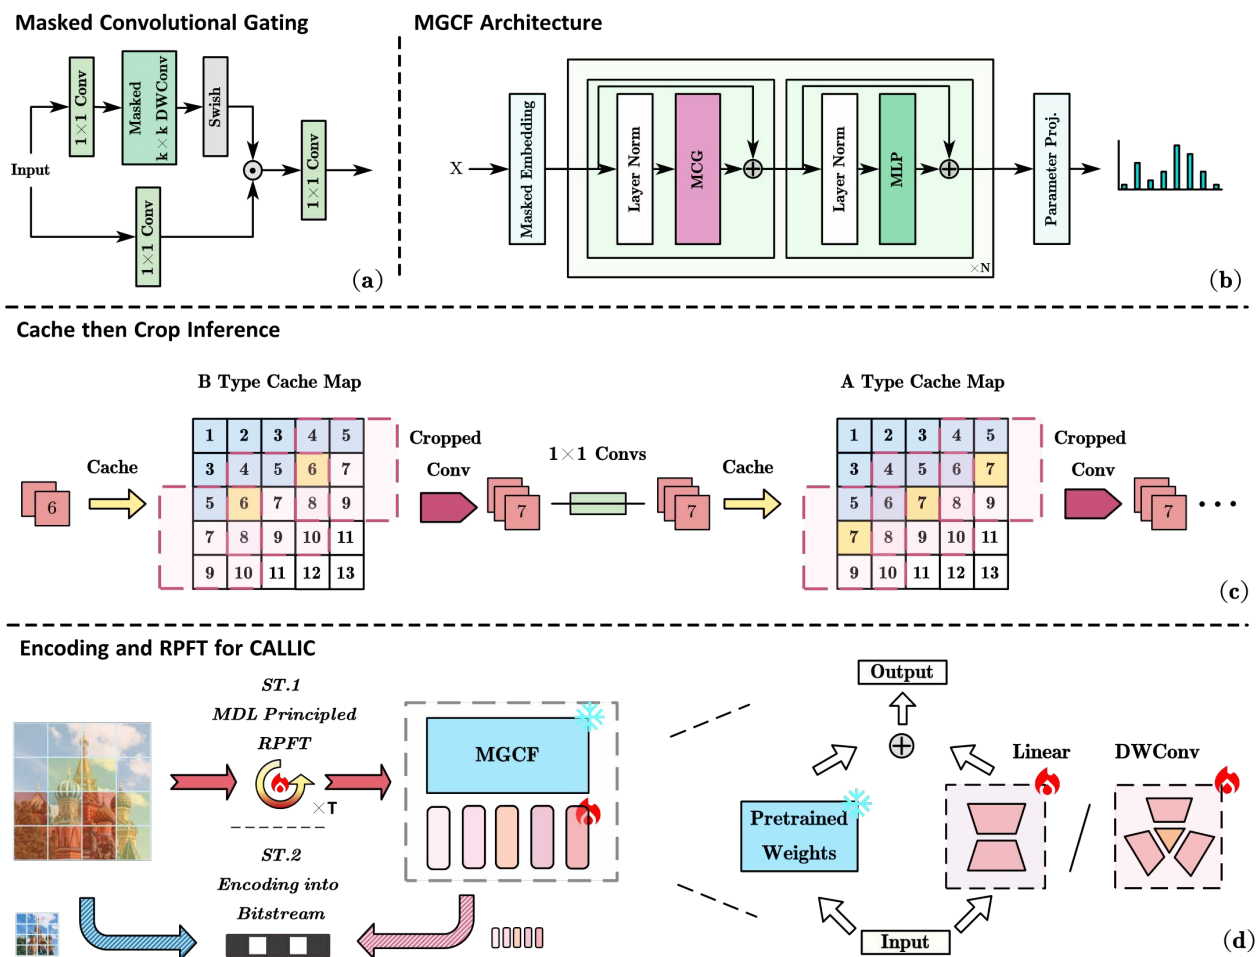 Masked Convolutional Gating
1×1 Conv
Masked
k×k DWConv
Swish
Input
1×1 Conv
1×1 Conv
(a)
MGCF Architecture
X
Masked Embedding
Layer Norm
MCG
Layer Norm
MLP
×N
Parameter Proj.
(b)
Cache then Crop Inference
B Type Cache Map
6
Cache
1 2 3 4 5
3 4 5 6 7
5 6 7 8 9
7 8 9 10 11
9 10 11 12 13
Cropped
Conv
7
1×1 Convs
7
Cache
A Type Cache Map
1 2 3 4 5
3 4 5 6 7
5 6 7 8 9
7 8 9 10 11
9 10 11 12 13
Cropped
Conv
7
(c)
Encoding and RPFT for CALLIC
ST.1
MDL Principled
RPFT
×T
ST.2
Encoding into
Bitstream
MGCF
Output
Linear
DWConv
Pretrained
Weights
Input
(d)